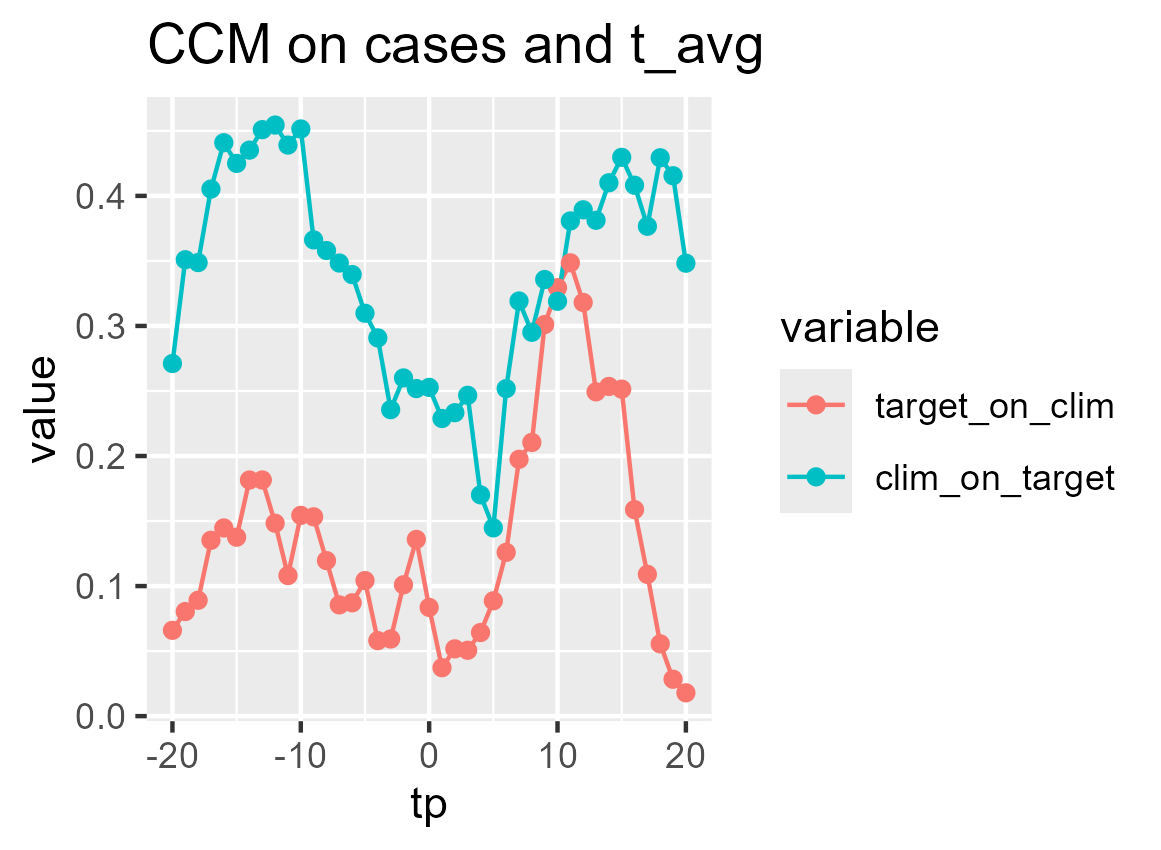 CCM on cases and t_avg
value
0.4
0.3
0.2
0.1
0.0
-20 -10 0 10 20
tp
variable
target_on_clim
clim_on_target